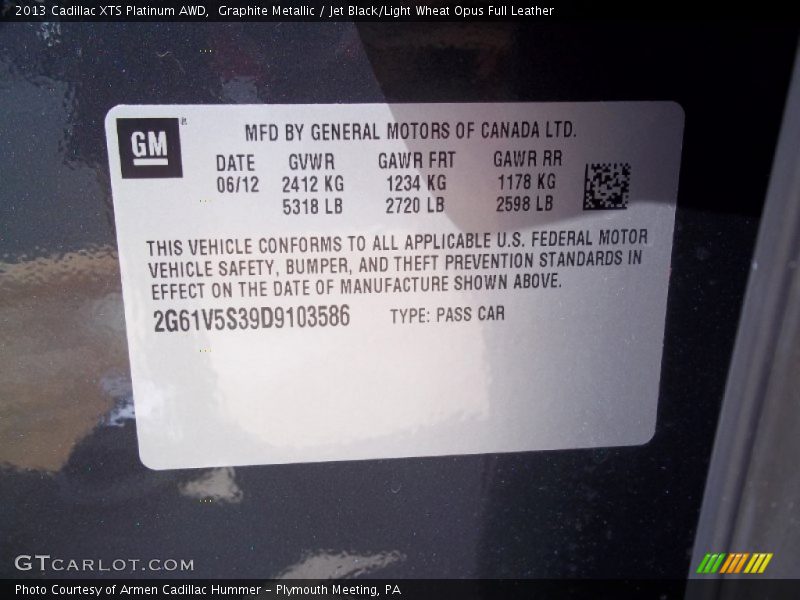 2013 Cadillac XTS Platinum AWD,  Graphite Metallic / Jet Black/Light Wheat Opus Full Leather
GM
MFD BY GENERAL MOTORS OF CANADA LTD.
DATE GVWR GAWR FRT GAWR RR
06/12 2412 KG 1234 KG 1178 KG
5318 LB 2720 LB 2598 LB
THIS VEHICLE CONFORMS TO ALL APPLICABLE U.S. FEDERAL MOTOR
VEHICLE SAFETY, BUMPER, AND THEFT PREVENTION STANDARDS IN
EFFECT ON THE DATE OF MANUFACTURE SHOWN ABOVE.
2G61V5S39D9103586 TYPE: PASS CAR
GTCARLOT.COM
Photo Courtesy of Armen Cadillac Hummer – Plymouth Meeting, PA